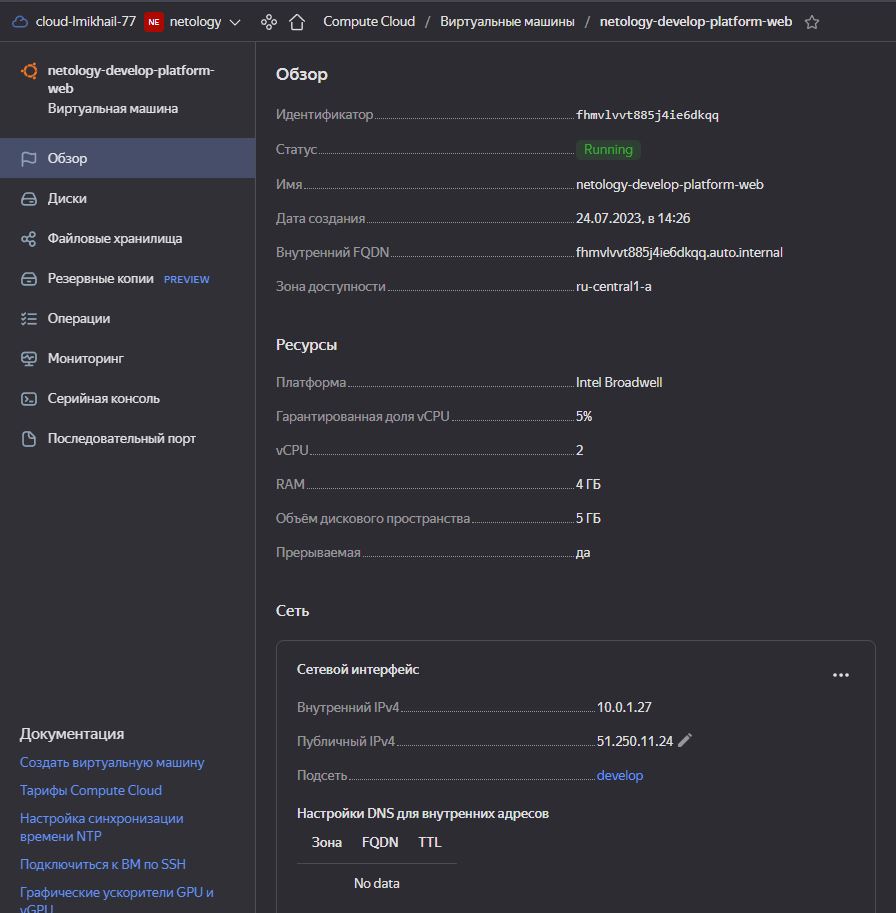 cloud-lmikhail-77 NE netology Compute Cloud / Виртуальные машины / netology-develop-platform-web
netology-develop-platform-
web
Виртуальная машина
Обзор
Диски
Файловые хранилища
Резервные копии PREVIEW
Операции
Мониторинг
Серийная консоль
Последовательный порт
Документация
Создать виртуальную машину
Тарифы Compute Cloud
Настройка синхронизации
времени NTP
Подключиться к ВМ по SSH
Графические ускорители GPU и
vGPU
Обзор
Идентификатор fhmvlvvt885j4ie6dkqq
Статус Running
Имя netology-develop-platform-web
Дата создания 24.07.2023, в 14:26
Внутренний FQDN fhmvlvvt885j4ie6dkqq.auto.internal
Зона доступности ru-central1-a
Ресурсы
Платформа Intel Broadwell
Гарантированная доля vCPU 5%
vCPU 2
RAM 4 ГБ
Объём дискового пространства 5 ГБ
Прерываемая да
Сеть
Сетевой интерфейс
Внутренний IPv4 10.0.1.27
Публичный IPv4 51.250.11.24
Подсеть develop
Настройки DNS для внутренних адресов
Зона FQDN TTL
No data